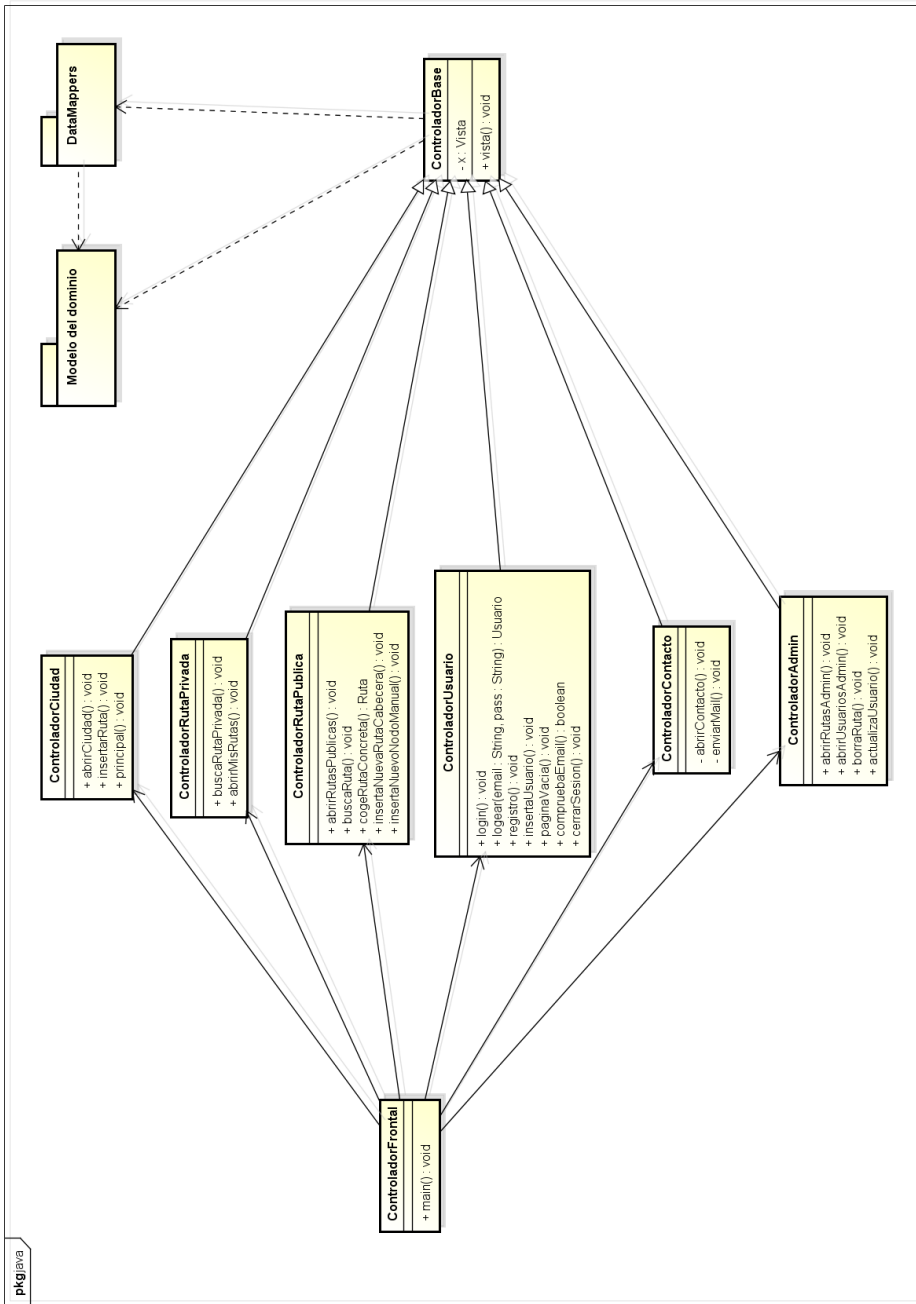 pkg java
DataMappers
Modelo del dominio
ControladorBase
- x : Vista
+ vista() : void
ControladorCiudad
+ abrirCiudad() : void
+ insertarRuta() : void
+ principal() : void
ControladorRutaPrivada
+ buscaRutaPrivada() : void
+ abrirMisRutas() : void
ControladorRutaPublica
+ abrirRutasPublicas() : void
+ buscaRuta() : void
+ cogeRutaConcreta() : Ruta
+ insertaNuevaRutaCabecera() : void
+ insertaNuevoNodoManual() : void
ControladorUsuario
+ login() : void
+ logear(email : String, pass : String) : Usuario
+ registro() : void
+ insertaUsuario() : void
+ paginaVacia() : void
+ compruebaEmail() : boolean
+ cerrarSesion() : void
ControladorContacto
- abrirContacto() : void
- enviarMail() : void
ControladorAdmin
+ abrirRutasAdmin() : void
+ abrirUsuariosAdmin() : void
+ borraRuta() : void
+ actualizaUsuario() : void
ControladorFrontal
+ main() : void